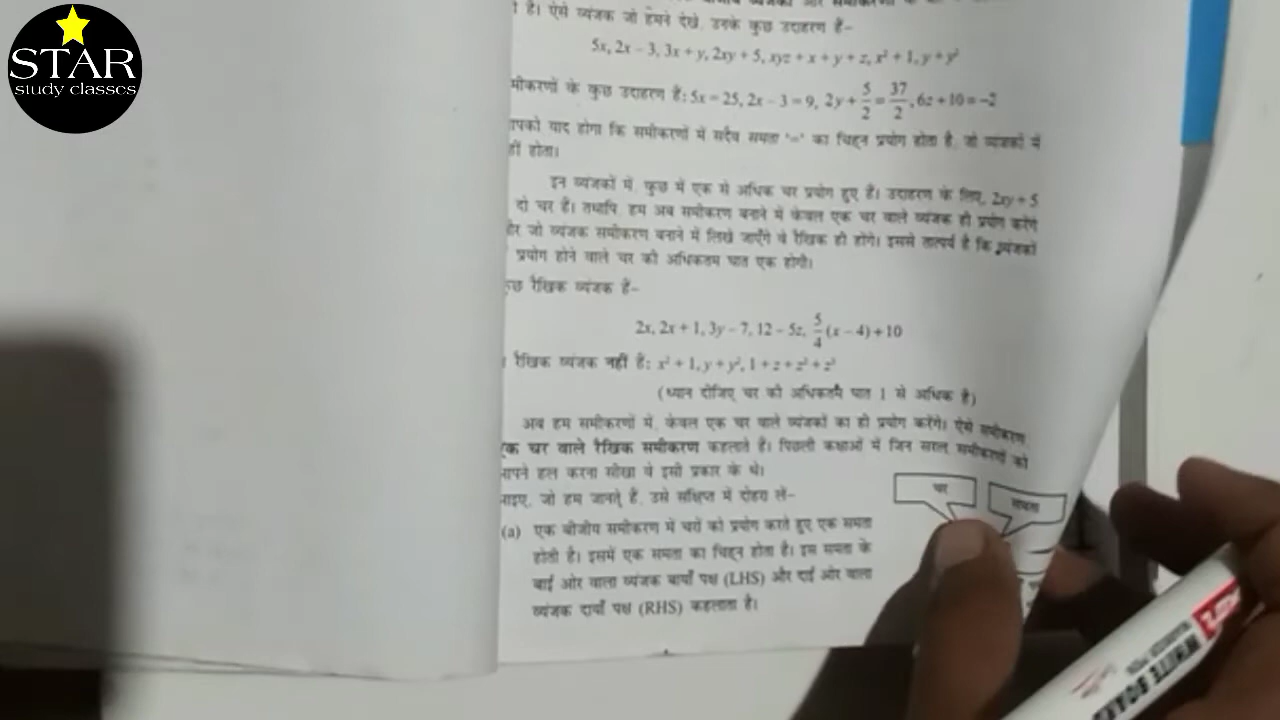 STAR
study classes
है। ऐसे व्यंजक जो हमने देखे, उनके कुछ उदाहरण हैं–
5x, 2x – 3, 3x + y, 2xy + 5, xyz + x + y + z, x² + 1, y + y²
मीकरणों के कुछ उदाहरण हैं: 5x = 25, 2x – 3 = 9, 2y + 5/2 = 37/2, 6z + 10 = –2
आपको याद होगा कि समीकरणों में सदैव समता '=' का चिह्न प्रयोग होता है, जो व्यंजकों में
हीं होता।
इन व्यंजकों में, कुछ में एक से अधिक चर प्रयोग हुए हैं। उदाहरण के लिए, 2xy + 5
दो चर हैं। तथापि, हम अब समीकरण बनाने में केवल एक चर वाले व्यंजक ही प्रयोग करेंगे
और जो व्यंजक समीकरण बनाने में लिखे जाएँगे वे रैखिक ही होंगे। इससे तात्पर्य है कि व्यंजकों
प्रयोग होने वाले चर की अधिकतम घात एक होगी।
कुछ रैखिक व्यंजक हैं–
2x, 2x + 1, 3y – 7, 12 – 5z, 5/4 (x – 4) + 10
रैखिक व्यंजक नहीं हैं: x² + 1, y + y², 1 + z + z² + z³
(ध्यान दीजिए चर की अधिकतम घात 1 से अधिक है)
अब हम समीकरणों में, केवल एक चर वाले व्यंजकों का ही प्रयोग करेंगे। ऐसे समीकरण
एक चर वाले रैखिक समीकरण कहलाते हैं। पिछली कक्षाओं में जिन सरल समीकरणों को
आपने हल करना सीखा वे इसी प्रकार के थे।
आइए, जो हम जानते हैं, उसे संक्षिप्त में दोहरा लें–
चर
समता
(a) एक बीजीय समीकरण में चरों को प्रयोग करते हुए एक समता
होती है। इसमें एक समता का चिह्न होता है। इस समता के
बाईं ओर वाला व्यंजक बायाँ पक्ष (LHS) और दाईं ओर वाला
व्यंजक दायाँ पक्ष (RHS) कहलाता है।
WHITE BOARD